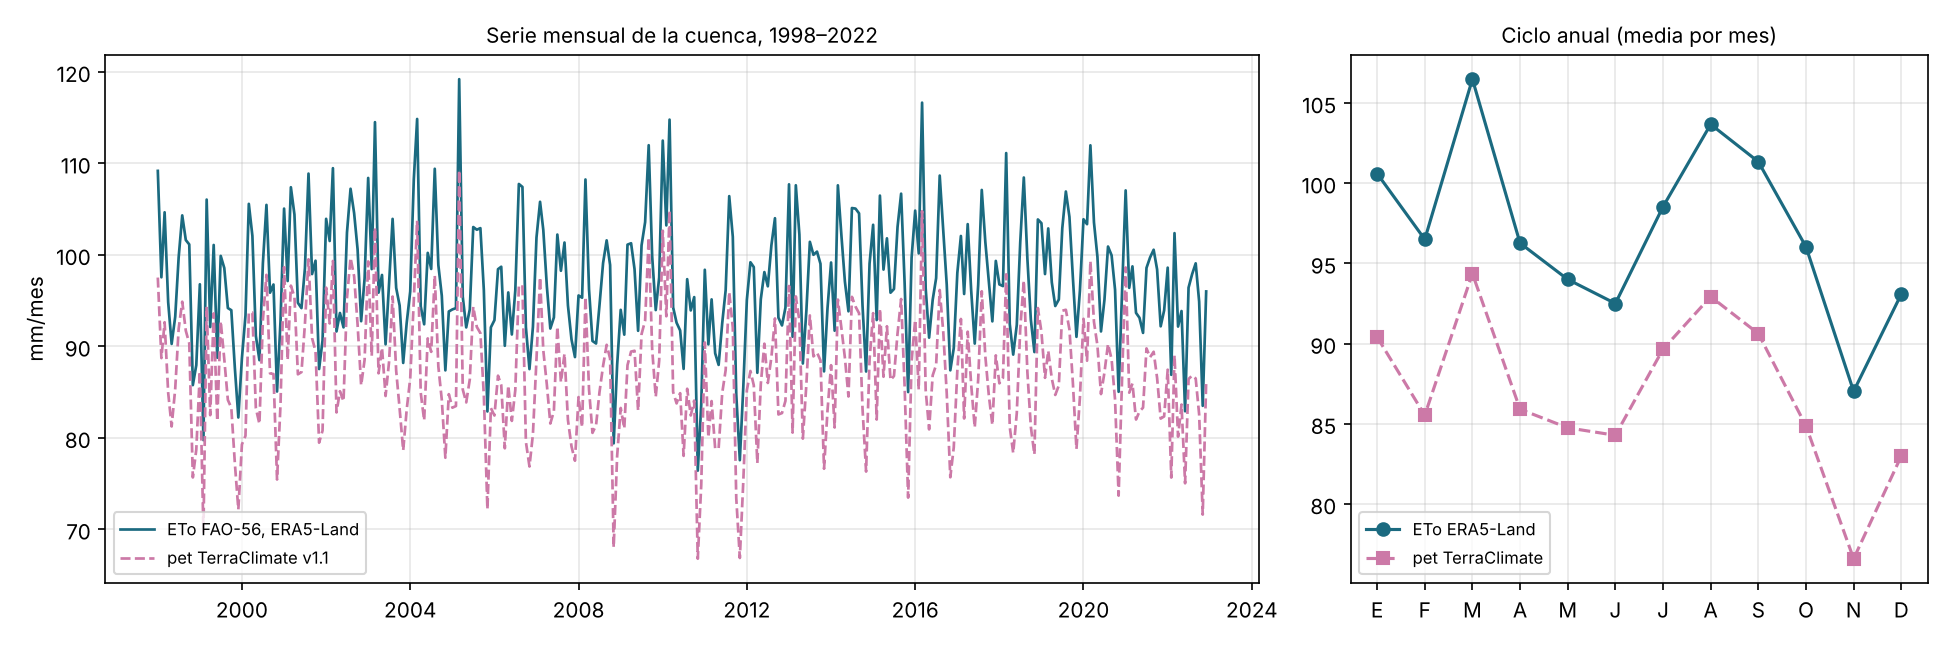 Serie mensual de la cuenca, 1998–2022
mm/mes
120
110
100
90
80
70
ETo FAO-56, ERA5-Land
pet TerraClimate v1.1
2000 2004 2008 2012 2016 2020 2024
Ciclo anual (media por mes)
105
100
95
90
85
80
ETo ERA5-Land
pet TerraClimate
E F M A M J J A S O N D